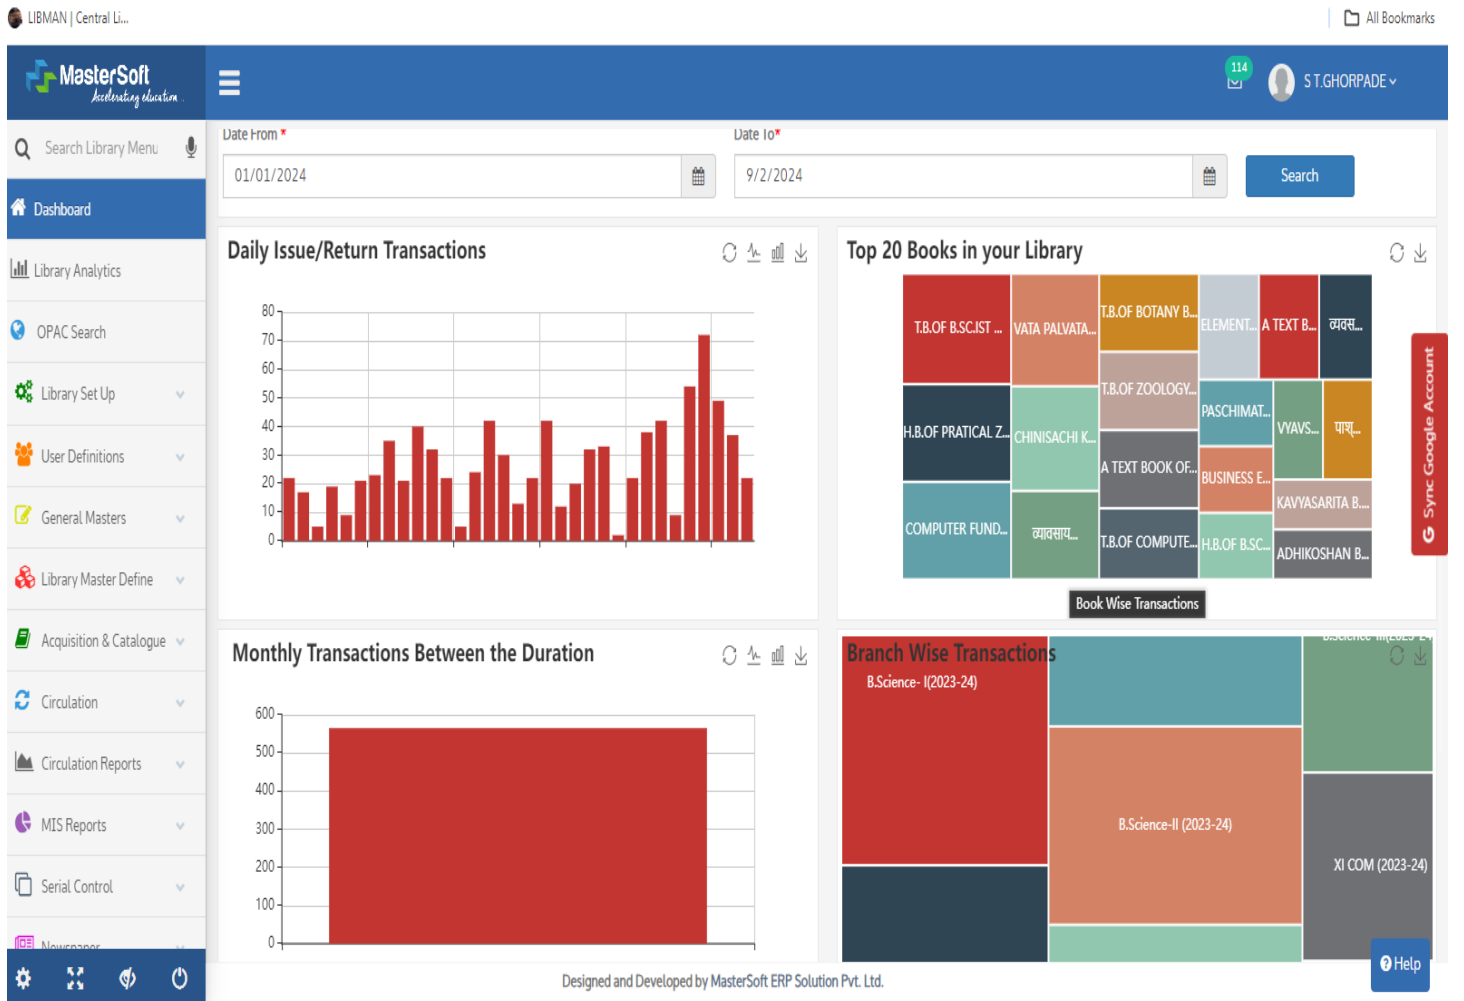 LIBMAN | Central Li...
All Bookmarks
MasterSoft
Accelerating education
114
S T.GHORPADE
Search Library Menu
Date From *
Date To*
01/01/2024
9/2/2024
Search
Dashboard
Library Analytics
OPAC Search
Library Set Up
User Definitions
General Masters
Library Master Define
Acquisition & Catalogue
Circulation
Circulation Reports
MIS Reports
Serial Control
Newspaper
Daily Issue/Return Transactions
80
70
60
50
40
30
20
10
0
Top 20 Books in your Library
T.B.OF B.SC.IST ...
VATA PALVATA...
T.B.OF BOTANY B...
ELEMENT...
A TEXT B...
व्यवस...
T.B.OF ZOOLOGY...
H.B.OF PRATICAL Z...
CHINISACHI K...
PASCHIMAT...
VYAVS...
पाश्...
A TEXT BOOK OF...
BUSINESS E...
KAVYASARITA B...
COMPUTER FUND...
व्यावसाय...
T.B.OF COMPUTE...
H.B.OF B.SC...
ADHIKOSHAN B...
Book Wise Transactions
Sync Google Account
Monthly Transactions Between the Duration
600
500
400
300
200
100
0
Branch Wise Transactions
B.Science-III(2023-24)
B.Science- I(2023-24)
B.Science-II (2023-24)
XI COM (2023-24)
Help
Designed and Developed by MasterSoft ERP Solution Pvt. Ltd.